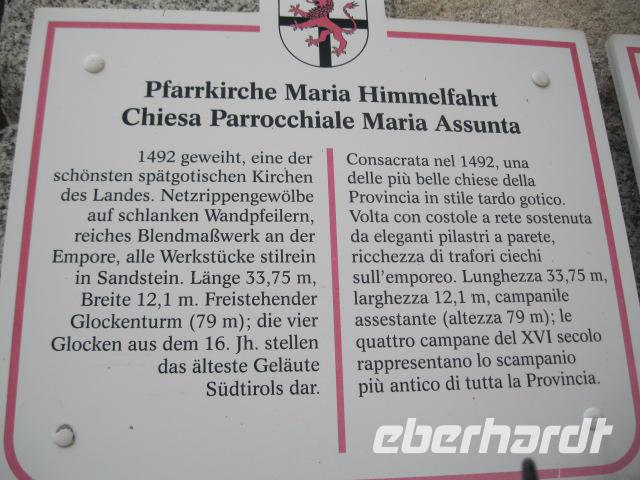 Pfarrkirche Maria Himmelfahrt
Chiesa Parrocchiale Maria Assunta
1492 geweiht, eine der
schönsten spätgotischen Kirchen
des Landes. Netzrippengewölbe
auf schlanken Wandpfeilern,
reiches Blendmaßwerk an der
Empore, alle Werkstücke stilrein
in Sandstein. Länge 33,75 m,
Breite 12,1 m. Freistehender
Glockenturm (79 m); die vier
Glocken aus dem 16. Jh. stellen
das älteste Geläute
Südtirols dar.
Consacrata nel 1492, una
delle più belle chiese della
Provincia in stile tardo gotico.
Volta con costole a rete sostenuta
da eleganti pilastri a parete,
ricchezza di trafori ciechi
sull'emporeo. Lunghezza 33,75 m,
larghezza 12,1 m, campanile
assestante (altezza 79 m); le
quattro campane del XVI secolo
rappresentano lo scampanio
più antico di tutta la Provincia.
eberhardt